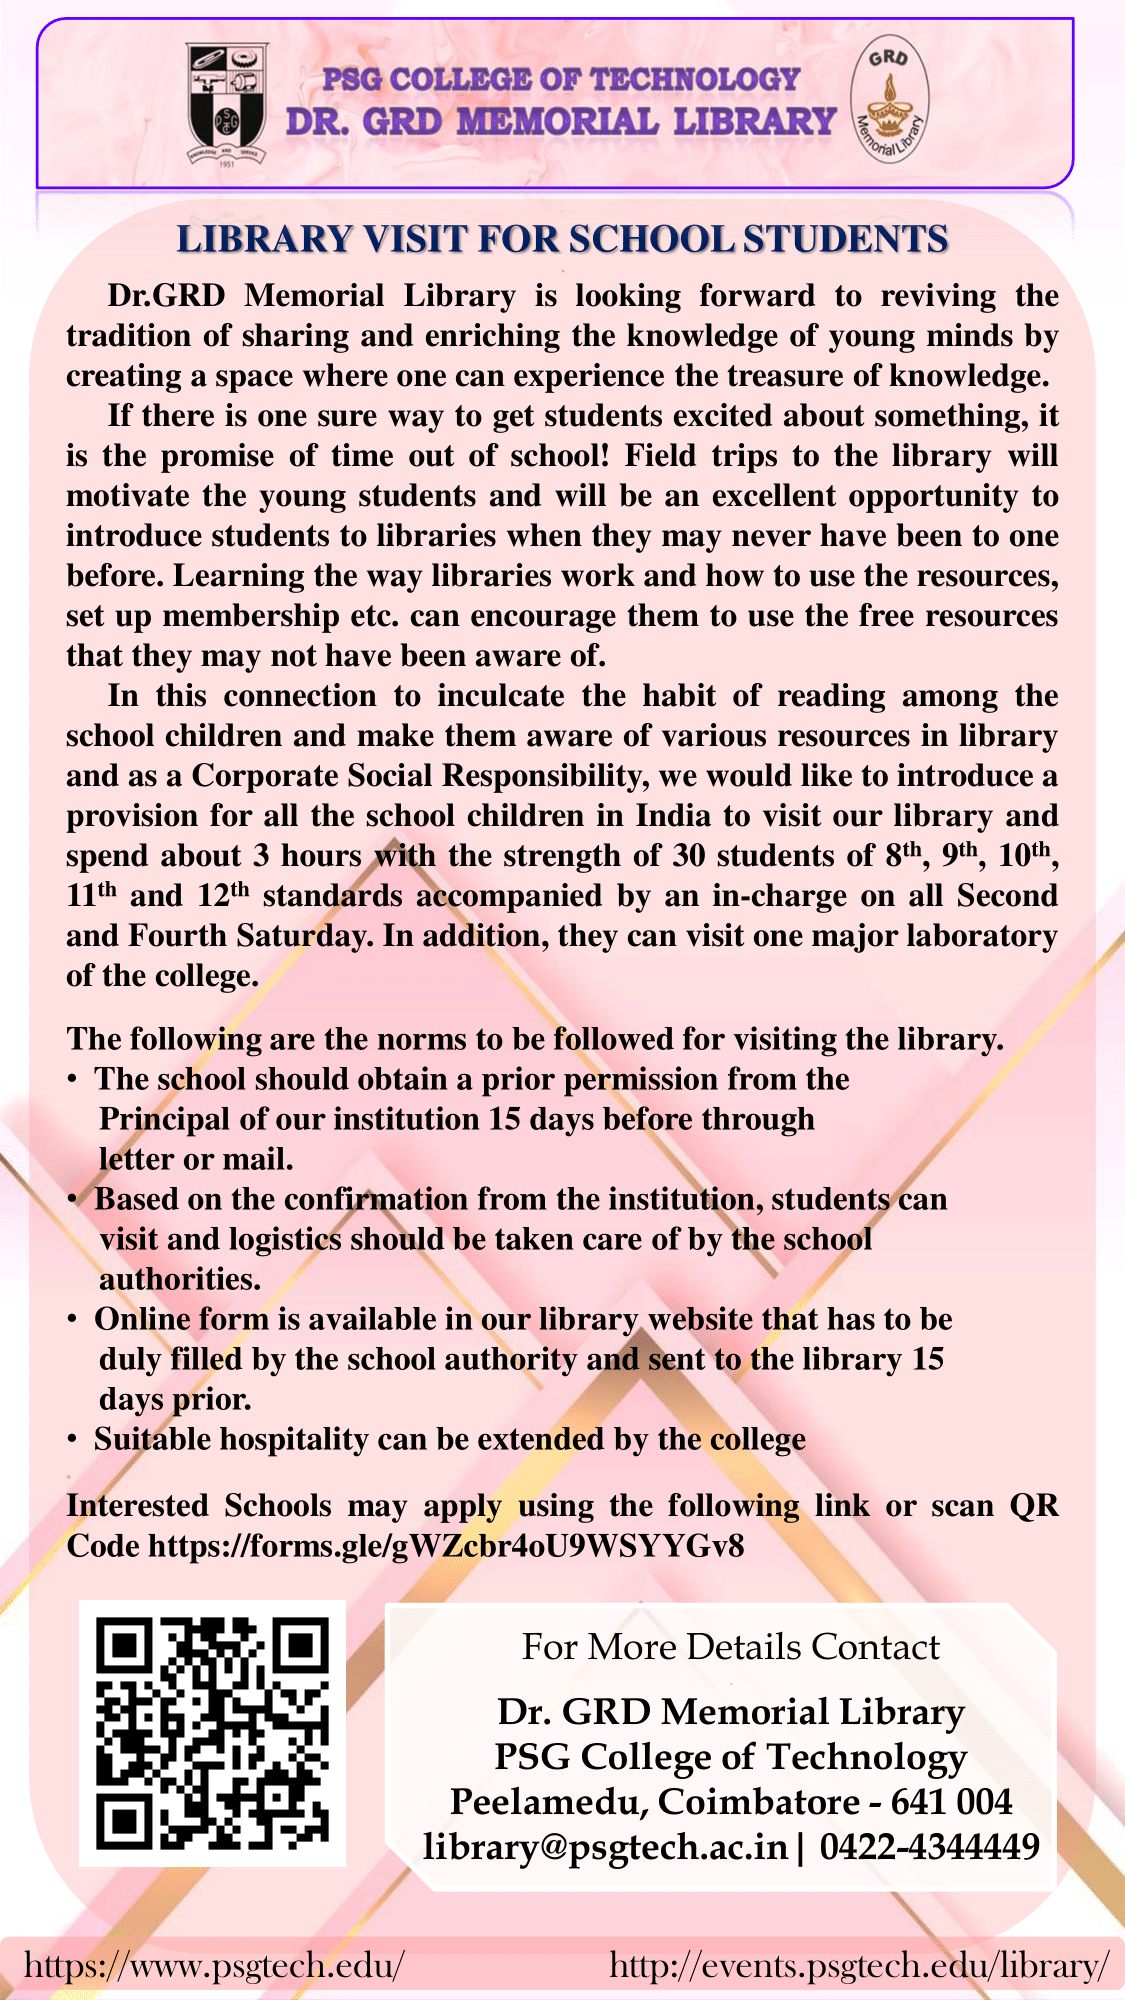 PSG COLLEGE OF TECHNOLOGY
DR. GRD MEMORIAL LIBRARY
PSG
TC
KNOWLEDGE AND SERVICE
1951
GRD
Memorial Library
LIBRARY VISIT FOR SCHOOL STUDENTS
Dr.GRD Memorial Library is looking forward to reviving the
tradition of sharing and enriching the knowledge of young minds by
creating a space where one can experience the treasure of knowledge.
If there is one sure way to get students excited about something, it
is the promise of time out of school! Field trips to the library will
motivate the young students and will be an excellent opportunity to
introduce students to libraries when they may never have been to one
before. Learning the way libraries work and how to use the resources,
set up membership etc. can encourage them to use the free resources
that they may not have been aware of.
In this connection to inculcate the habit of reading among the
school children and make them aware of various resources in library
and as a Corporate Social Responsibility, we would like to introduce a
provision for all the school children in India to visit our library and
spend about 3 hours with the strength of 30 students of 8th, 9th, 10th,
11th and 12th standards accompanied by an in-charge on all Second
and Fourth Saturday. In addition, they can visit one major laboratory
of the college.
The following are the norms to be followed for visiting the library.
• The school should obtain a prior permission from the
Principal of our institution 15 days before through
letter or mail.
• Based on the confirmation from the institution, students can
visit and logistics should be taken care of by the school
authorities.
• Online form is available in our library website that has to be
duly filled by the school authority and sent to the library 15
days prior.
• Suitable hospitality can be extended by the college
Interested Schools may apply using the following link or scan QR
Code https://forms.gle/gWZcbr4oU9WSYYGv8
For More Details Contact
Dr. GRD Memorial Library
PSG College of Technology
Peelamedu, Coimbatore - 641 004
library@psgtech.ac.in| 0422-4344449
https://www.psgtech.edu/
http://events.psgtech.edu/library/